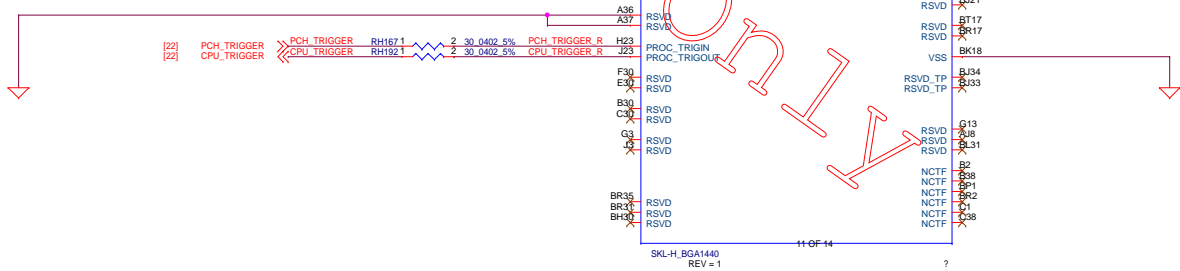 BJ21
RSVD
A36
RSVD
A37
RSVD
BT17
RSVD
BR17
RSVD
[22] PCH_TRIGGER PCH_TRIGGER RH167 1 2 30_0402_5% PCH_TRIGGER_R H23 PROC_TRIGIN
[22] CPU_TRIGGER CPU_TRIGGER RH192 1 2 30_0402_5% CPU_TRIGGER_R J23 PROC_TRIGOUT
VSS BK18
F30 RSVD
E30 RSVD
RSVD_TP BJ34
RSVD_TP BJ33
B30 RSVD
C30 RSVD
G3 RSVD
J3 RSVD
RSVD G13
RSVD AJ8
RSVD BL31
NCTF B2
NCTF B38
NCTF BP1
NCTF BR2
NCTF C1
NCTF C38
BR35 RSVD
BR31 RSVD
BH30 RSVD
only
11 OF 14
SKL-H_BGA1440
REV = 1 ?